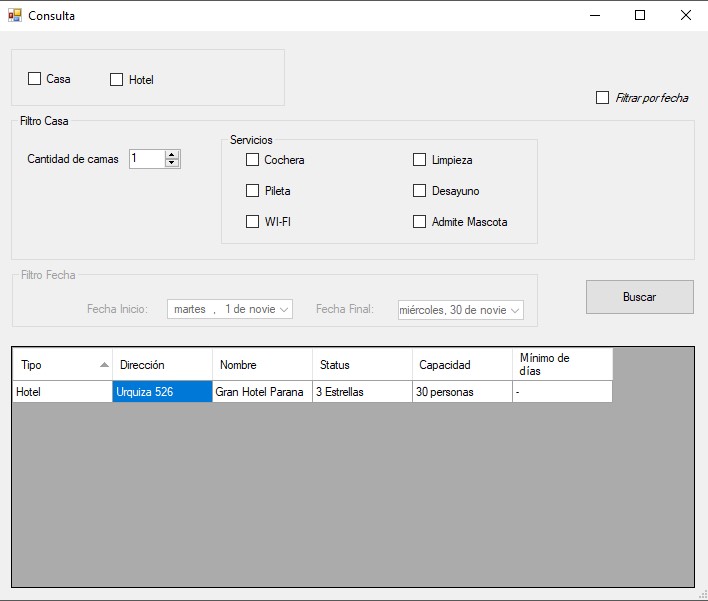 Consulta
Casa
Hotel
Filtrar por fecha
Filtro Casa
Cantidad de camas
1
Servicios
Cochera
Limpieza
Pileta
Desayuno
WI-FI
Admite Mascota
Filtro Fecha
Fecha Inicio:
martes , 1 de novie
Fecha Final:
miércoles, 30 de novie
Buscar
Tipo
Dirección
Nombre
Status
Capacidad
Mínimo de
días
Hotel
Urquiza 526
Gran Hotel Parana
3 Estrellas
30 personas
-